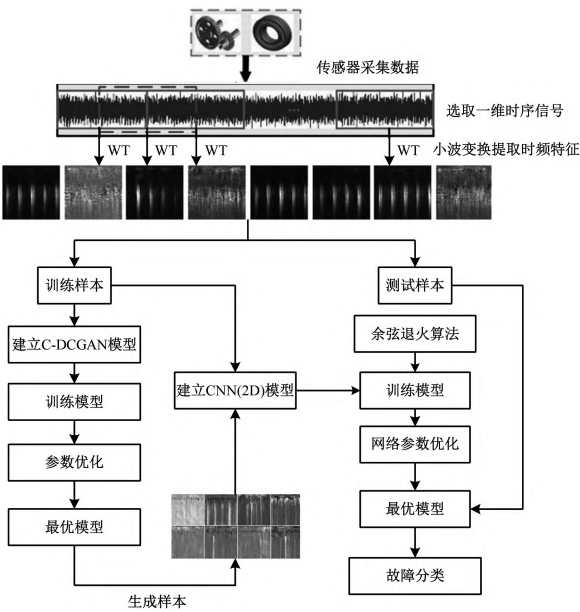 传感器采集数据
选取一维时序信号
WT WT WT WT 小波变换提取时频特征
训练样本
测试样本
建立C-DCGAN模型
余弦退火算法
训练模型
建立CNN(2D)模型
训练模型
参数优化
网络参数优化
最优模型
最优模型
生成样本
故障分类